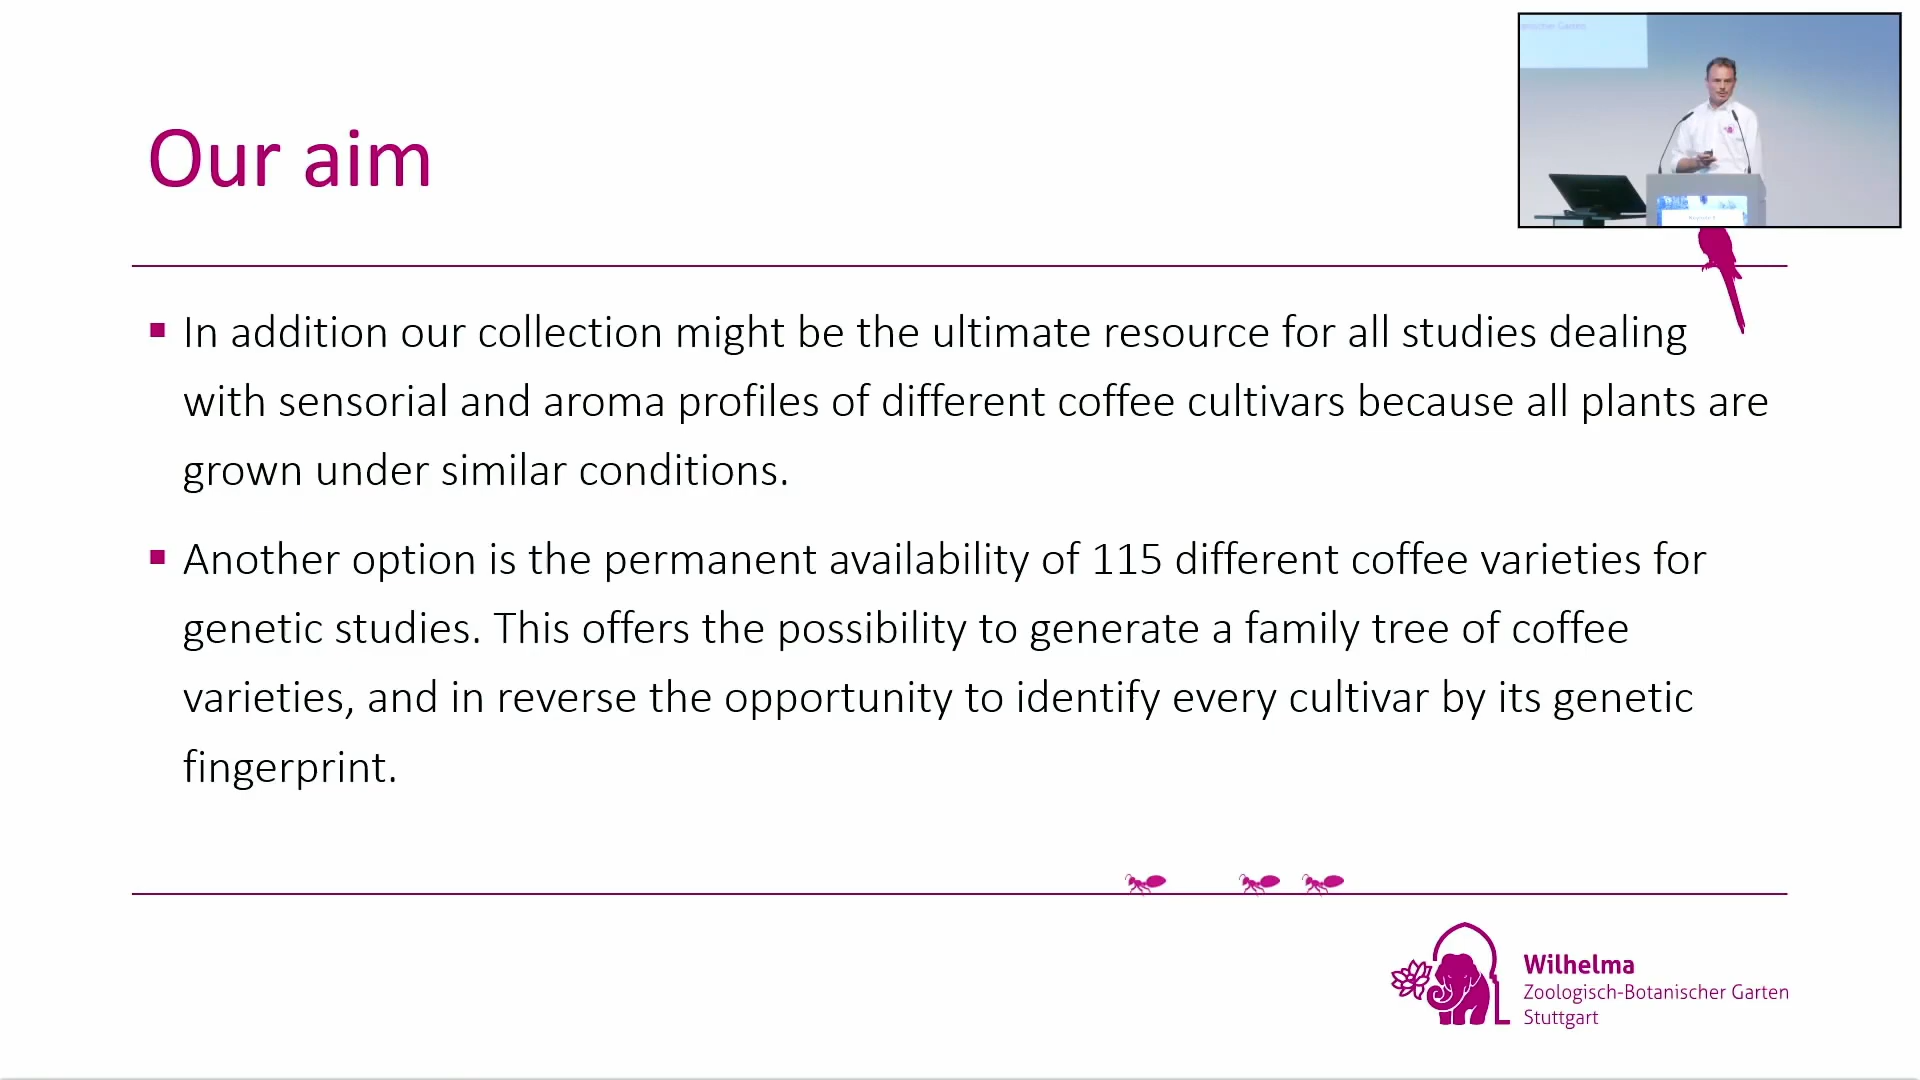 Our aim
In addition our collection might be the ultimate resource for all studies dealing
with sensorial and aroma profiles of different coffee cultivars because all plants are
grown under similar conditions.
Another option is the permanent availability of 115 different coffee varieties for
genetic studies. This offers the possibility to generate a family tree of coffee
varieties, and in reverse the opportunity to identify every cultivar by its genetic
fingerprint.
Wilhelma
Zoologisch-Botanischer Garten
Stuttgart